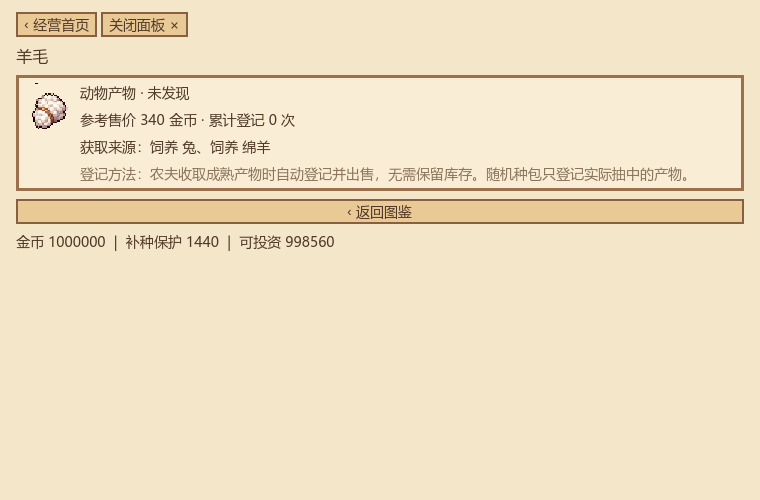 ‹ 经营首页 关闭面板 ×
羊毛
动物产物 · 未发现
参考售价 340 金币 · 累计登记 0 次
获取来源：饲养 兔、饲养 绵羊
登记方法：农夫收取成熟产物时自动登记并出售，无需保留库存。随机种包只登记实际抽中的产物。
‹ 返回图鉴
金币 1000000 | 补种保护 1440 | 可投资 998560